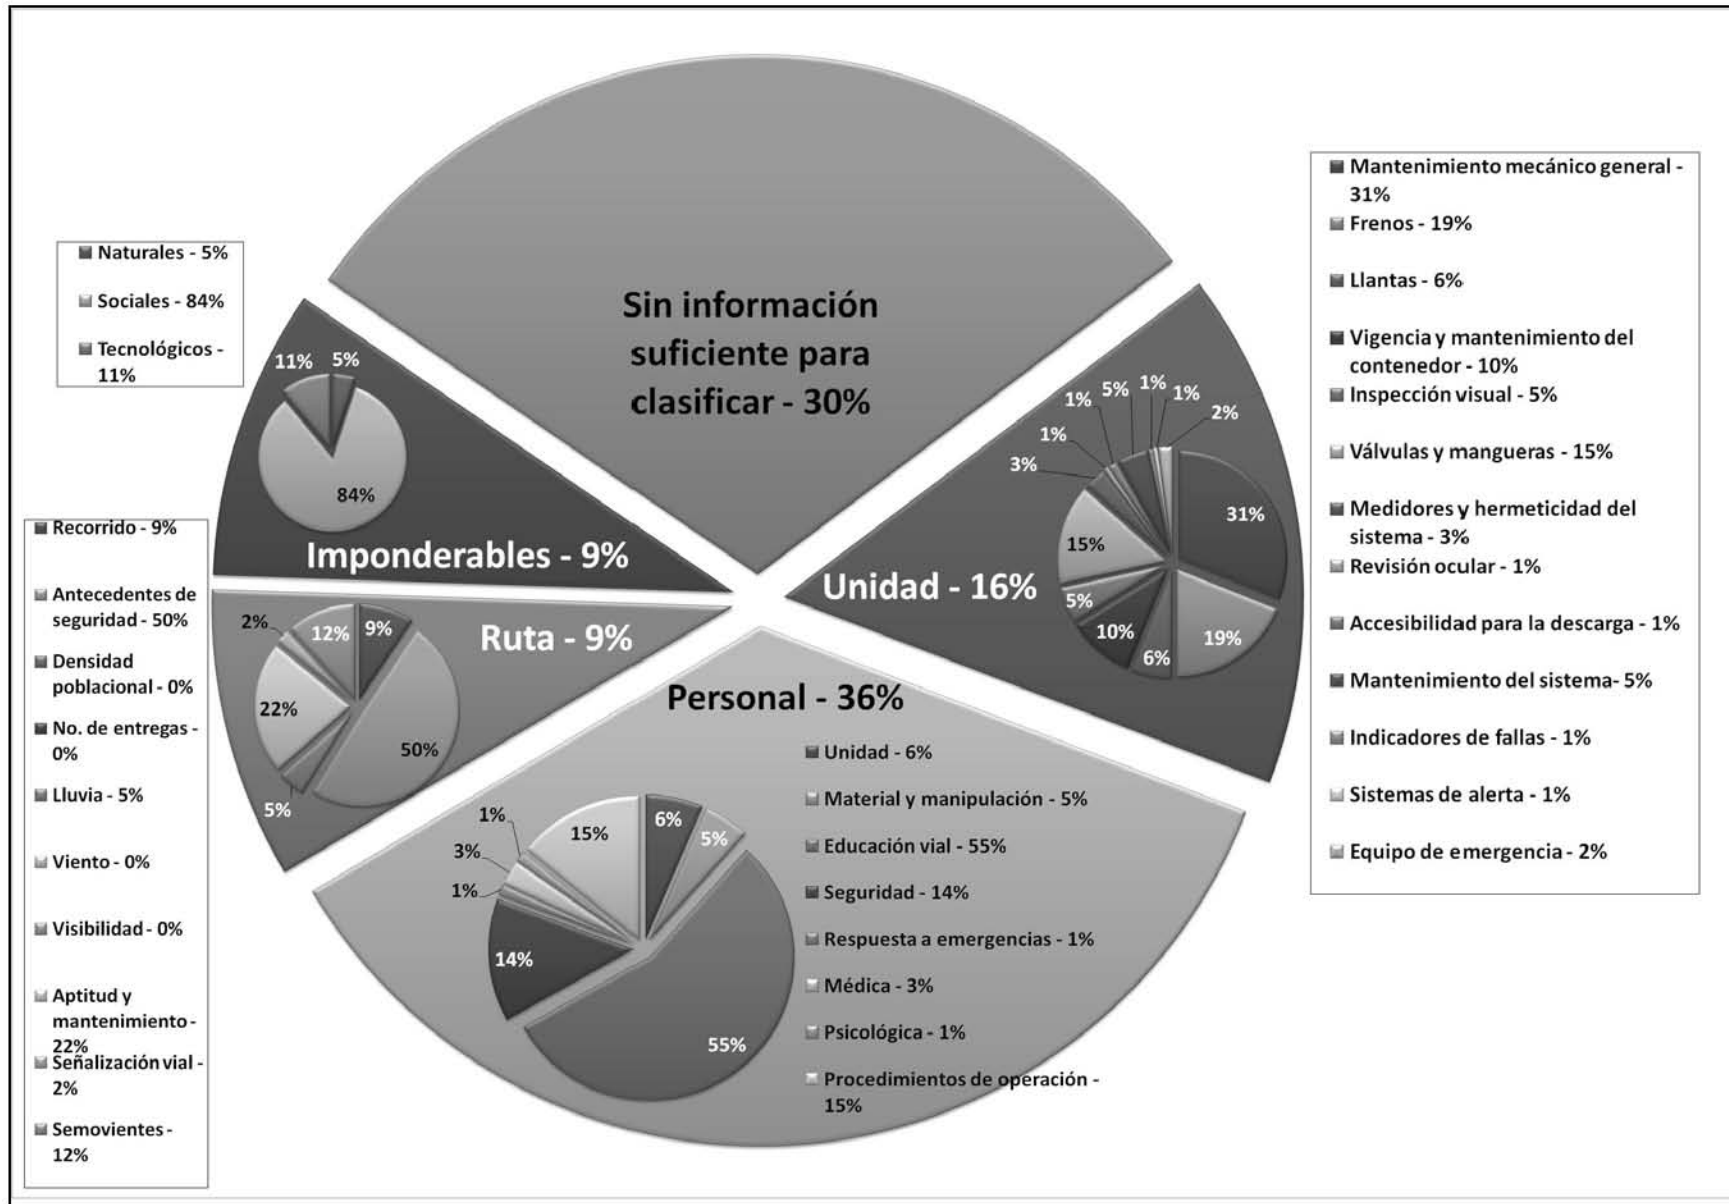 Sin información
suficiente para
clasificar - 30%
Naturales - 5%
Sociales - 84%
Tecnológicos -
11%
11%
5%
84%
Imponderables - 9%
Recorrido - 9%
Antecedentes de
seguridad - 50%
Densidad
poblacional - 0%
No. de entregas -
0%
Lluvia - 5%
Viento - 0%
Visibilidad - 0%
Aptitud y
mantenimiento -
22%
Señalización vial -
2%
Semovientes -
12%
Ruta - 9%
2%
12%
9%
22%
50%
5%
Personal - 36%
Unidad - 6%
Material y manipulación - 5%
Educación vial - 55%
Seguridad - 14%
Respuesta a emergencias - 1%
Médica - 3%
Psicológica - 1%
Procedimientos de operación -
15%
1%
15%
6%
5%
3%
1%
14%
55%
Unidad - 16%
1%
5%
1%
1%
2%
1%
3%
31%
15%
5%
10%
6%
19%
Mantenimiento mecánico general -
31%
Frenos - 19%
Llantas - 6%
Vigencia y mantenimiento del
contenedor - 10%
Inspección visual - 5%
Válvulas y mangueras - 15%
Medidores y hermeticidad del
sistema - 3%
Revisión ocular - 1%
Accesibilidad para la descarga - 1%
Mantenimiento del sistema- 5%
Indicadores de fallas - 1%
Sistemas de alerta - 1%
Equipo de emergencia - 2%